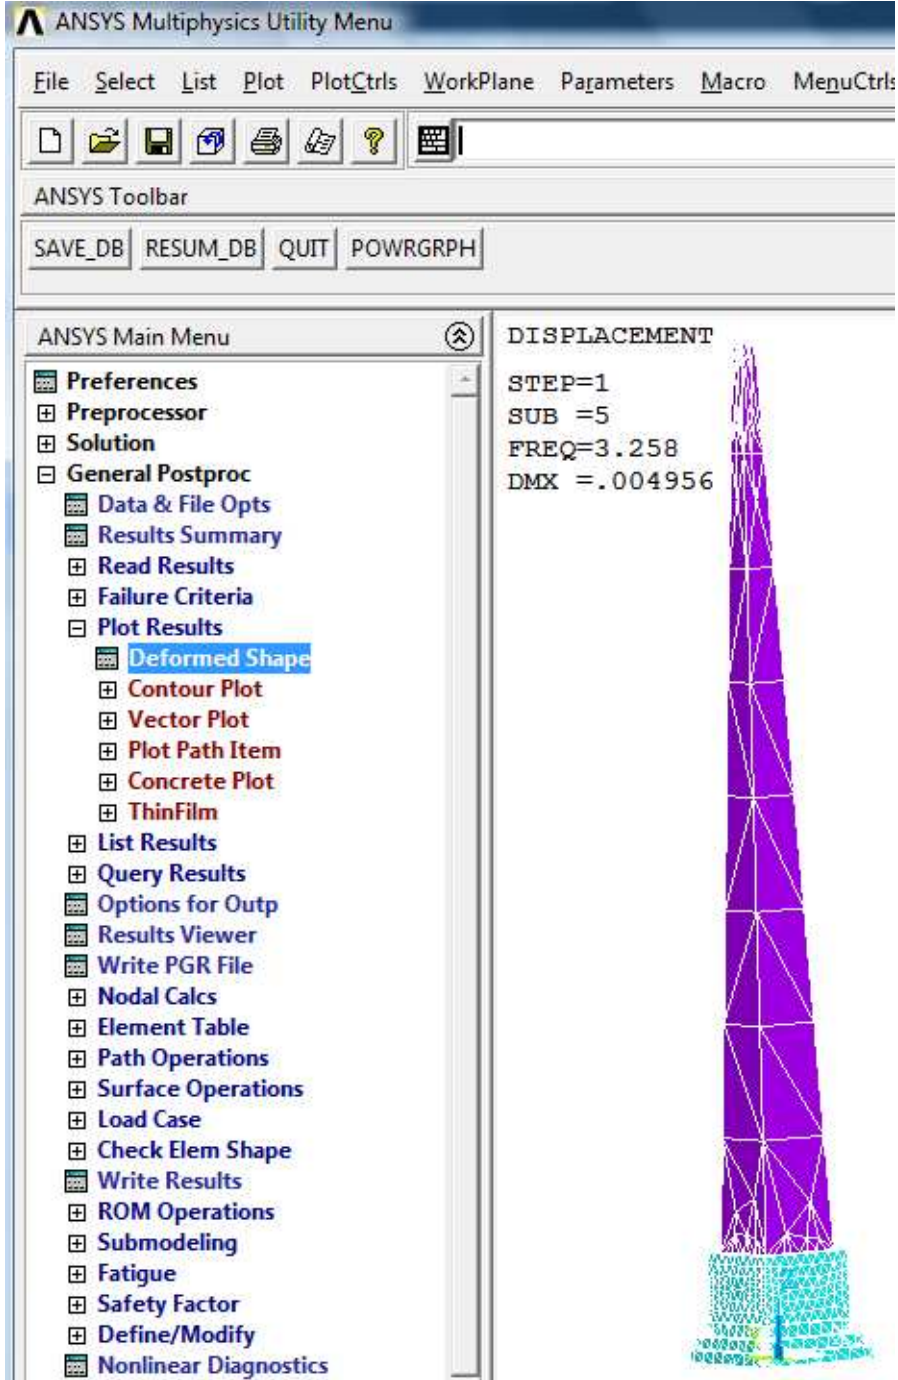 ANSYS Multiphysics Utility Menu
File Select List Plot PlotCtrls WorkPlane Parameters Macro MenuCtrls
ANSYS Toolbar
SAVE_DB RESUM_DB QUIT POWRGRPH
ANSYS Main Menu
Preferences
Preprocessor
Solution
General Postproc
Data & File Opts
Results Summary
Read Results
Failure Criteria
Plot Results
Deformed Shape
Contour Plot
Vector Plot
Plot Path Item
Concrete Plot
ThinFilm
List Results
Query Results
Options for Outp
Results Viewer
Write PGR File
Nodal Calcs
Element Table
Path Operations
Surface Operations
Load Case
Check Elem Shape
Write Results
ROM Operations
Submodeling
Fatigue
Safety Factor
Define/Modify
Nonlinear Diagnostics
DISPLACEMENT
STEP=1
SUB =5
FREQ=3.258
DMX =.004956